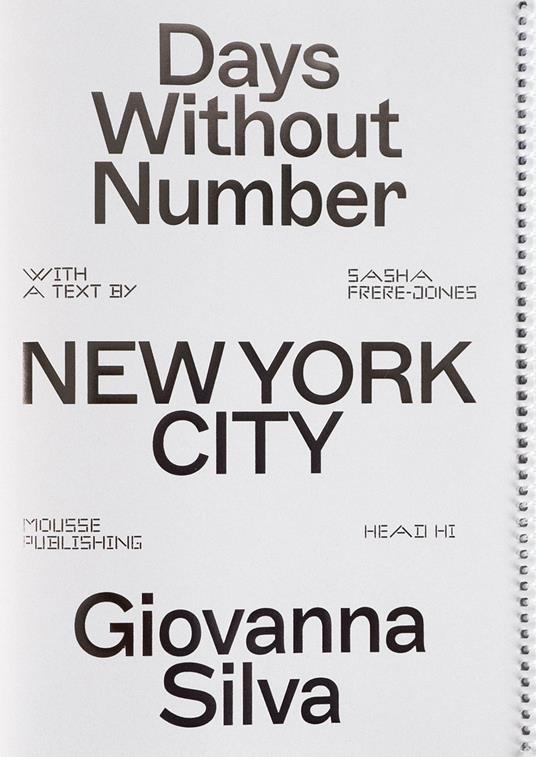 Days
Without
Number
WITH
A TEXT BY
SASHA
FRERE-JONES
NEW YORK
CITY
MOUSSE
PUBLISHING
HEAD HI
Giovanna
Silva